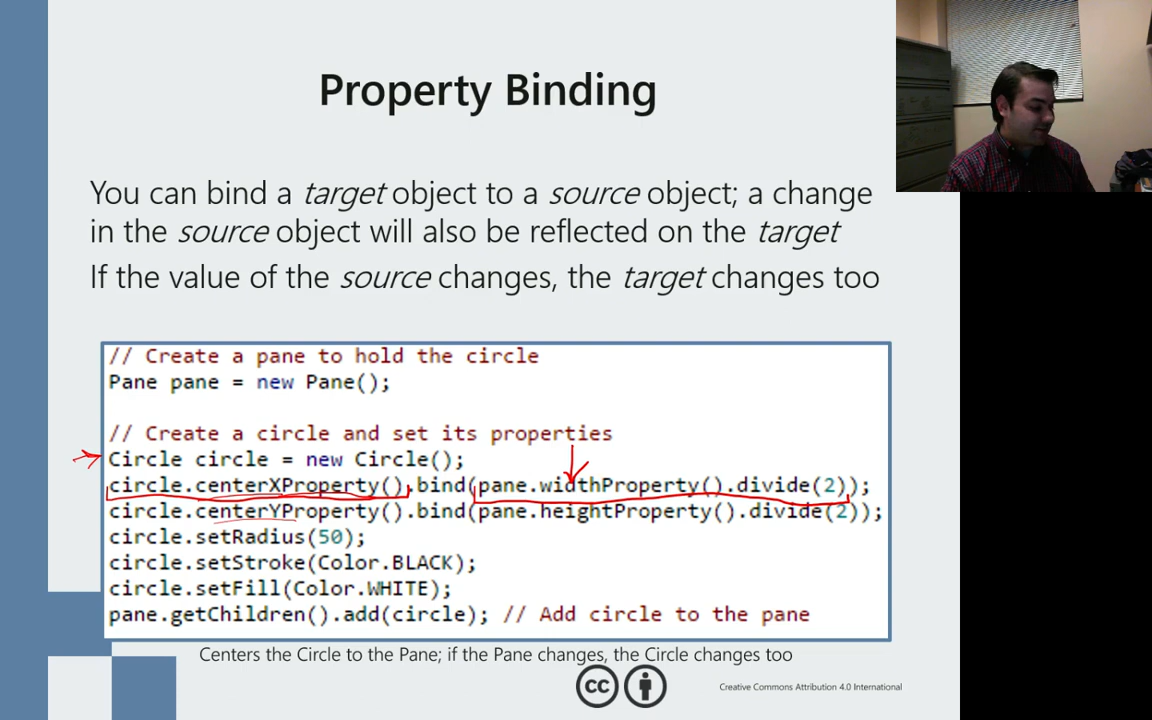 Property Binding
You can bind a target object to a source object; a change
in the source object will also be reflected on the target
If the value of the source changes, the target changes too
// Create a pane to hold the circle
Pane pane = new Pane();
// Create a circle and set its properties
Circle circle = new Circle();
circle.centerXProperty().bind(pane.widthProperty().divide(2));
circle.centerYProperty().bind(pane.heightProperty().divide(2));
circle.setRadius(50);
circle.setStroke(Color.BLACK);
circle.setFill(Color.WHITE);
pane.getChildren().add(circle); // Add circle to the pane
Centers the Circle to the Pane; if the Pane changes, the Circle changes too
cc
Creative Commons Attribution 4.0 International